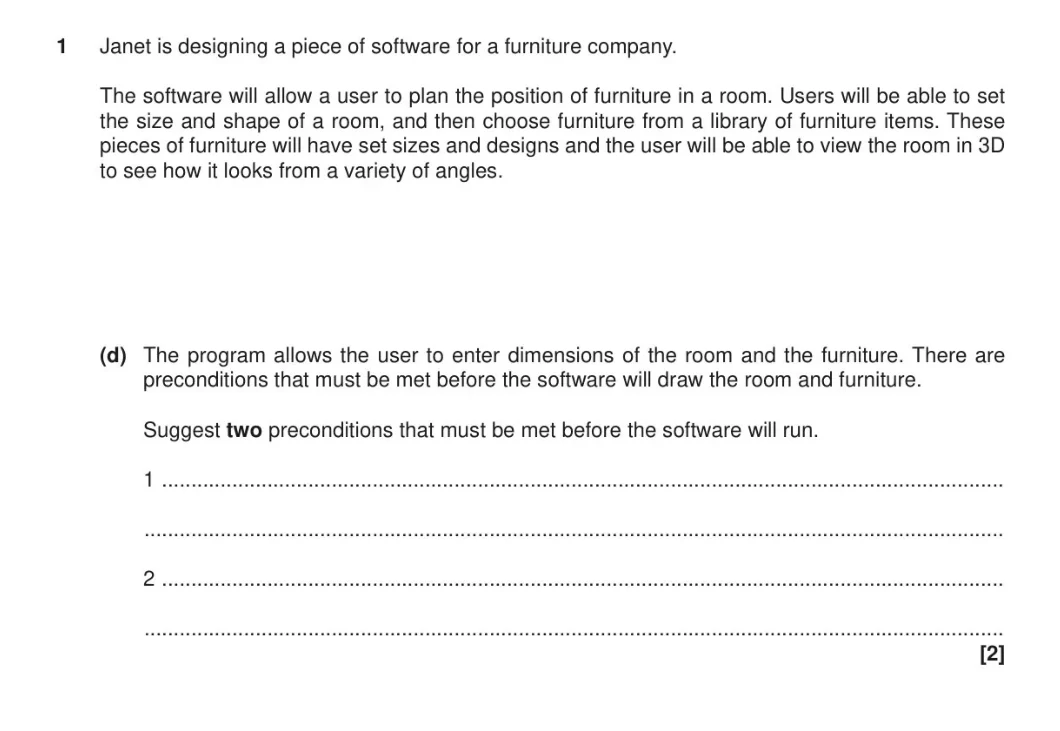 1 Janet is designing a piece of software for a furniture company.
The software will allow a user to plan the position of furniture in a room. Users will be able to set
the size and shape of a room, and then choose furniture from a library of furniture items. These
pieces of furniture will have set sizes and designs and the user will be able to view the room in 3D
to see how it looks from a variety of angles.
(d) The program allows the user to enter dimensions of the room and the furniture. There are
preconditions that must be met before the software will draw the room and furniture.
Suggest two preconditions that must be met before the software will run.
1
2
[2]